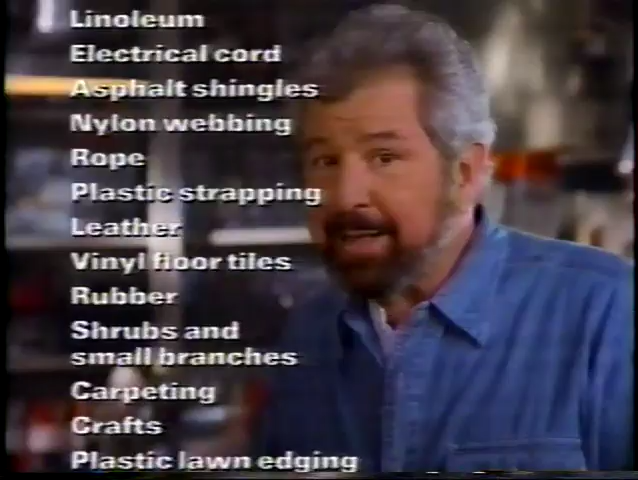 Linoleum
Electrical cord
Asphalt shingles
Nylon webbing
Rope
Plastic strapping
Leather
Vinyl floor tiles
Rubber
Shrubs and
small branches
Carpeting
Crafts
Plastic lawn edging